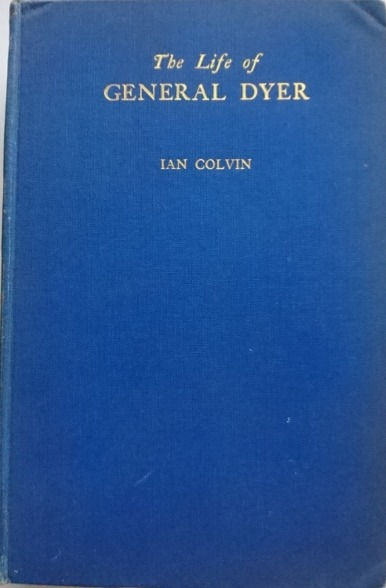 The Life of
GENERAL DYER
IAN COLVIN